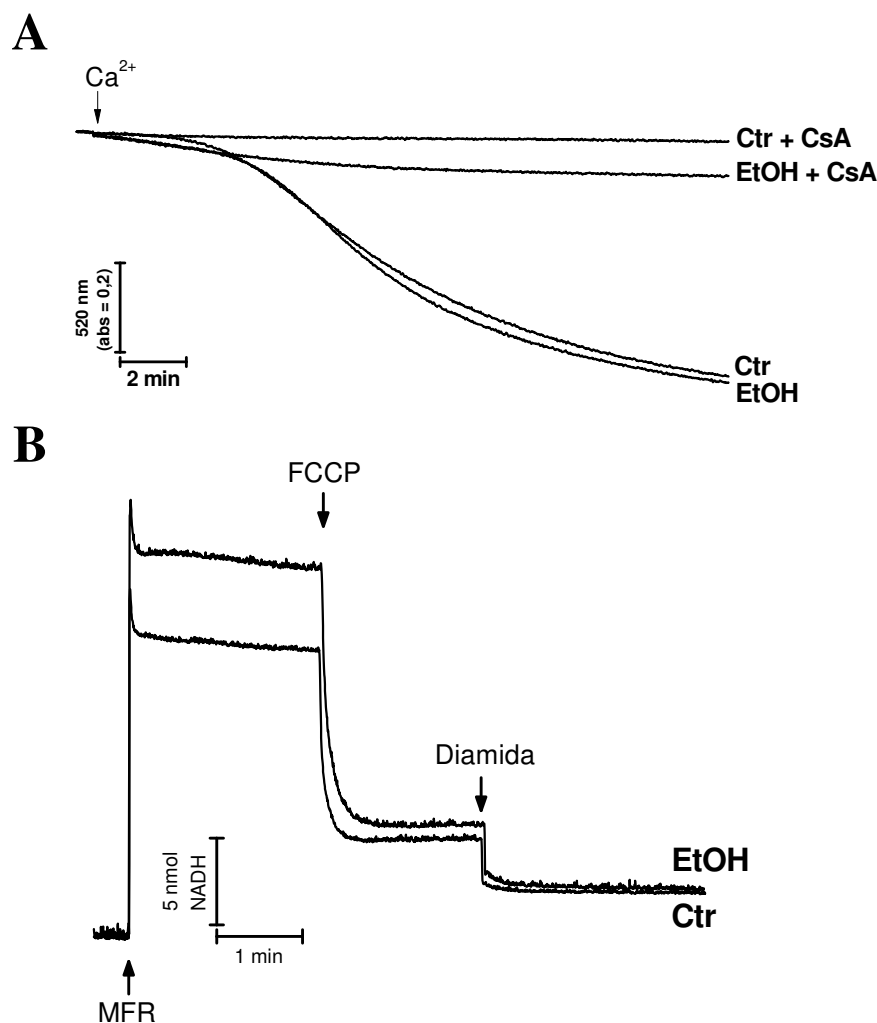 A
Ca²⁺
Ctr + CsA
EtOH + CsA
520 nm
(abs = 0,2)
2 min
Ctr
EtOH
B
FCCP
Diamida
5 nmol
NADH
1 min
EtOH
Ctr
MFR